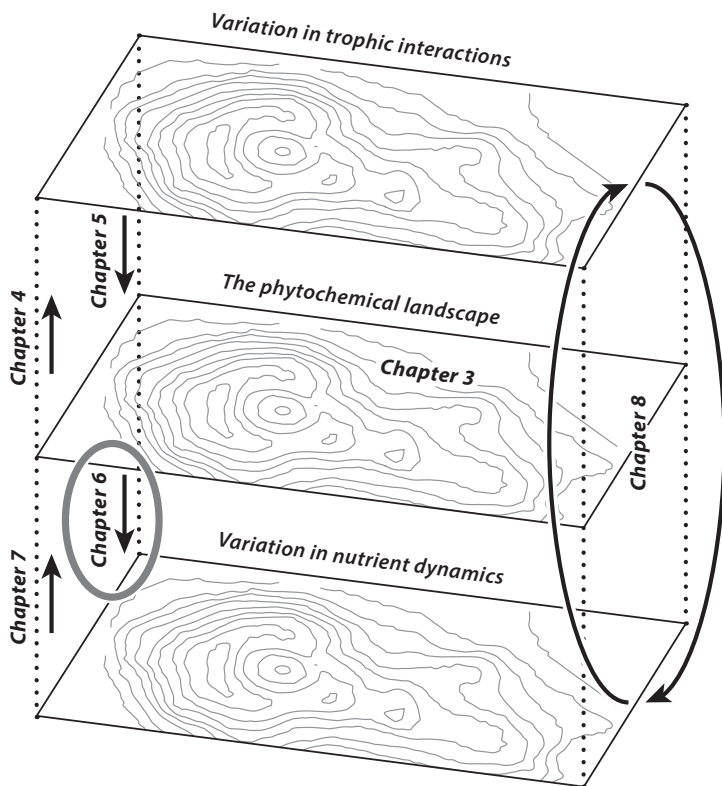 Variation in trophic interactions
Chapter 5
Chapter 4
The phytochemical landscape
Chapter 3
Chapter 8
Chapter 6
Chapter 7
Variation in nutrient dynamics